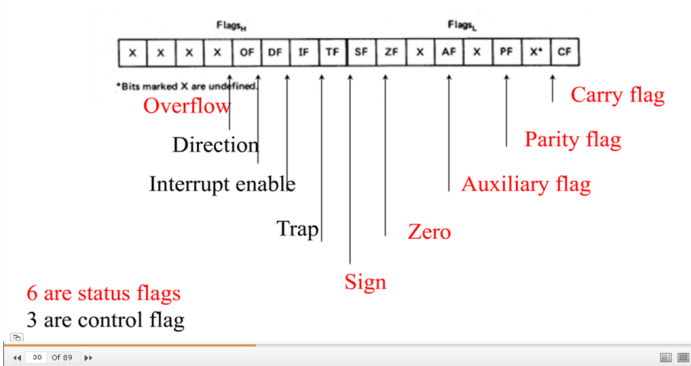 FlagsH FlagsL
X X X X OF DF IF TF SF ZF X AF X PF X* CF
*Bits marked X are undefined.
Overflow
Carry flag
Direction
Parity flag
Interrupt enable
Auxiliary flag
Trap
Zero
Sign
6 are status flags
3 are control flag
30 Of 89